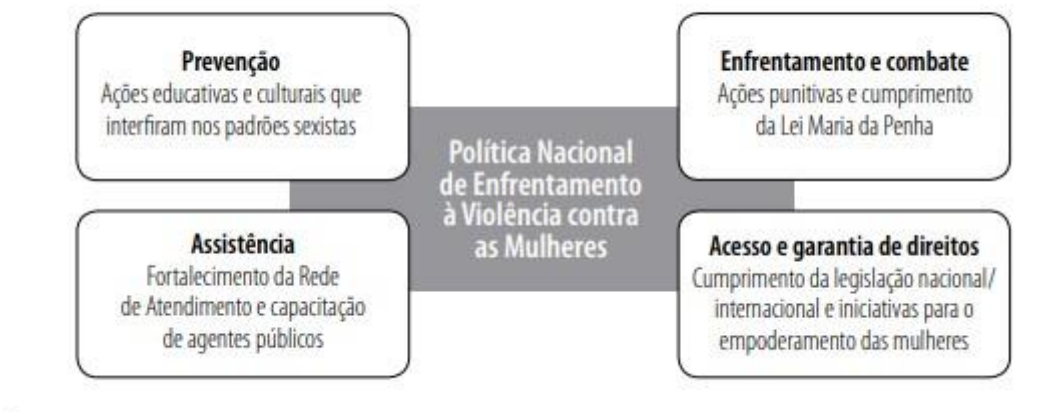 Prevenção
Ações educativas e culturais que
interfiram nos padrões sexistas
Enfrentamento e combate
Ações punitivas e cumprimento
da Lei Maria da Penha
Política Nacional
de Enfrentamento
à Violência contra
as Mulheres
Assistência
Fortalecimento da Rede
de Atendimento e capacitação
de agentes públicos
Acesso e garantia de direitos
Cumprimento da legislação nacional/
internacional e iniciativas para o
empoderamento das mulheres